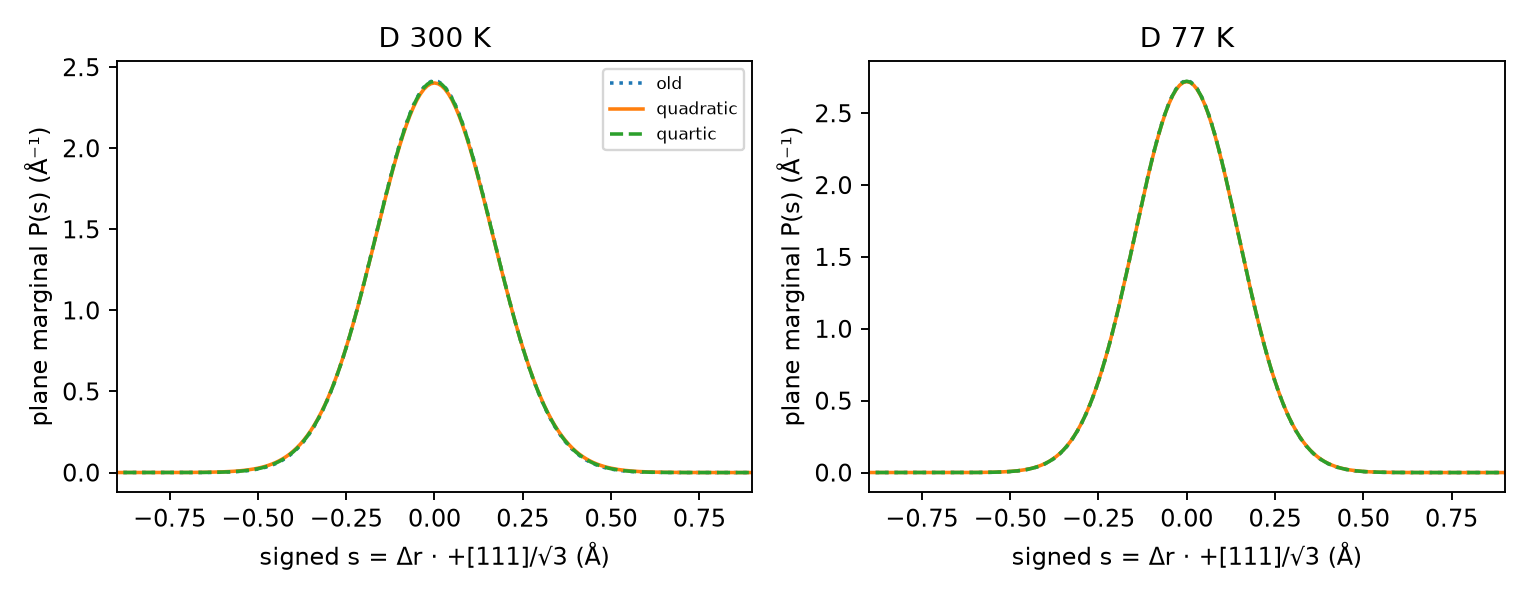 D 300 K
D 77 K
plane marginal P(s) (Å⁻¹)
2.5
2.0
1.5
1.0
0.5
0.0
old
quadratic
quartic
−0.75 −0.50 −0.25 0.00 0.25 0.50 0.75
signed s = Δr · +[111]/√3 (Å)
plane marginal P(s) (Å⁻¹)
2.5
2.0
1.5
1.0
0.5
0.0
−0.75 −0.50 −0.25 0.00 0.25 0.50 0.75
signed s = Δr · +[111]/√3 (Å)